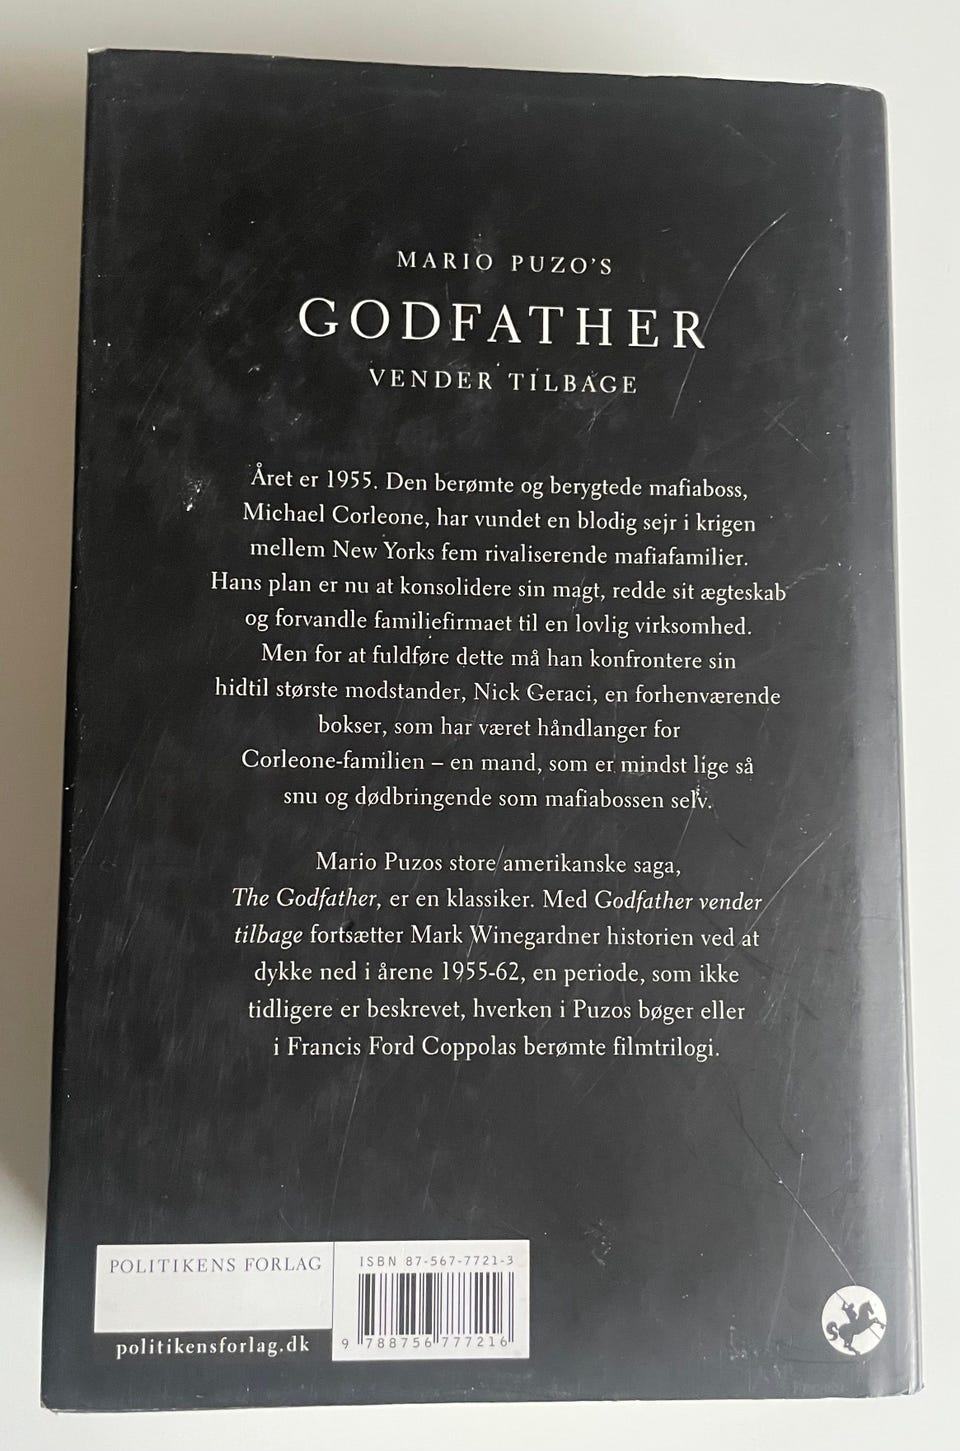 MARIO PUZO'S
GODFATHER
VENDER TILBAGE
Året er 1955. Den berømte og berygtede mafiaboss,
Michael Corleone, har vundet en blodig sejr i krigen
mellem New Yorks fem rivaliserende mafiafamilier.
Hans plan er nu at konsolidere sin magt, redde sit ægteskab
og forvandle familiefirmaet til en lovlig virksomhed.
Men for at fuldføre dette må han konfrontere sin
hidtil største modstander, Nick Geraci, en forhenværende
bokser, som har været håndlanger for
Corleone-familien – en mand, som er mindst lige så
snu og dødbringende som mafiabossen selv.
Mario Puzos store amerikanske saga,
The Godfather, er en klassiker. Med Godfather vender
tilbage fortsætter Mark Winegardner historien ved at
dykke ned i årene 1955-62, en periode, som ikke
tidligere er beskrevet, hverken i Puzos bøger eller
i Francis Ford Coppolas berømte filmtrilogi.
POLITIKENS FORLAG
politikensforlag.dk
ISBN 87-567-7721-3
9 788756 777216